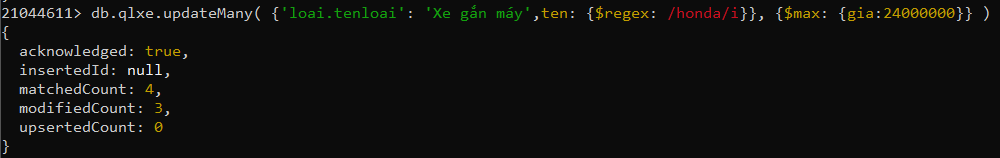 21044611> db.qlxe.updateMany( {'loai.tenloai': 'Xe gắn máy',ten: {$regex: /honda/i}}, {$max: {gia:24000000}} )
{
  acknowledged: true,
  insertedId: null,
  matchedCount: 4,
  modifiedCount: 3,
  upsertedCount: 0
}